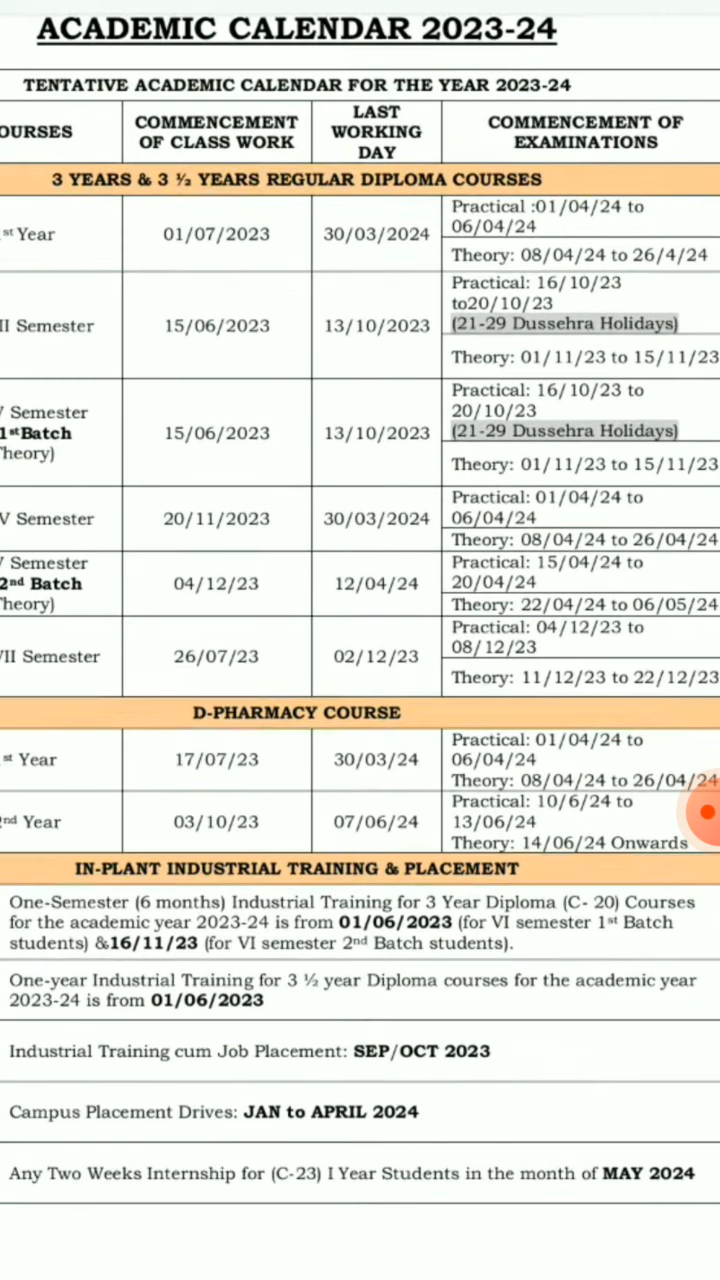 ACADEMIC CALENDAR 2023-24
TENTATIVE ACADEMIC CALENDAR FOR THE YEAR 2023-24
OURSES
COMMENCEMENT
OF CLASS WORK
LAST
WORKING
DAY
COMMENCEMENT OF
EXAMINATIONS
3 YEARS & 3 ½ YEARS REGULAR DIPLOMA COURSES
st Year
01/07/2023
30/03/2024
Practical :01/04/24 to
06/04/24
Theory: 08/04/24 to 26/4/24
II Semester
15/06/2023
13/10/2023
Practical: 16/10/23
to20/10/23
(21-29 Dussehra Holidays)
Theory: 01/11/23 to 15/11/23
V Semester
1stBatch
heory)
15/06/2023
13/10/2023
Practical: 16/10/23 to
20/10/23
(21-29 Dussehra Holidays)
Theory: 01/11/23 to 15/11/23
V Semester
20/11/2023
30/03/2024
Practical: 01/04/24 to
06/04/24
Theory: 08/04/24 to 26/04/24
V Semester
2nd Batch
heory)
04/12/23
12/04/24
Practical: 15/04/24 to
20/04/24
Theory: 22/04/24 to 06/05/24
VII Semester
26/07/23
02/12/23
Practical: 04/12/23 to
08/12/23
Theory: 11/12/23 to 22/12/23
D-PHARMACY COURSE
st Year
17/07/23
30/03/24
Practical: 01/04/24 to
06/04/24
Theory: 08/04/24 to 26/04/24
nd Year
03/10/23
07/06/24
Practical: 10/6/24 to
13/06/24
Theory: 14/06/24 Onwards
IN-PLANT INDUSTRIAL TRAINING & PLACEMENT
One-Semester (6 months) Industrial Training for 3 Year Diploma (C- 20) Courses
for the academic year 2023-24 is from 01/06/2023 (for VI semester 1st Batch
students) &16/11/23 (for VI semester 2nd Batch students).
One-year Industrial Training for 3 ½ year Diploma courses for the academic year
2023-24 is from 01/06/2023
Industrial Training cum Job Placement: SEP/OCT 2023
Campus Placement Drives: JAN to APRIL 2024
Any Two Weeks Internship for (C-23) I Year Students in the month of MAY 2024